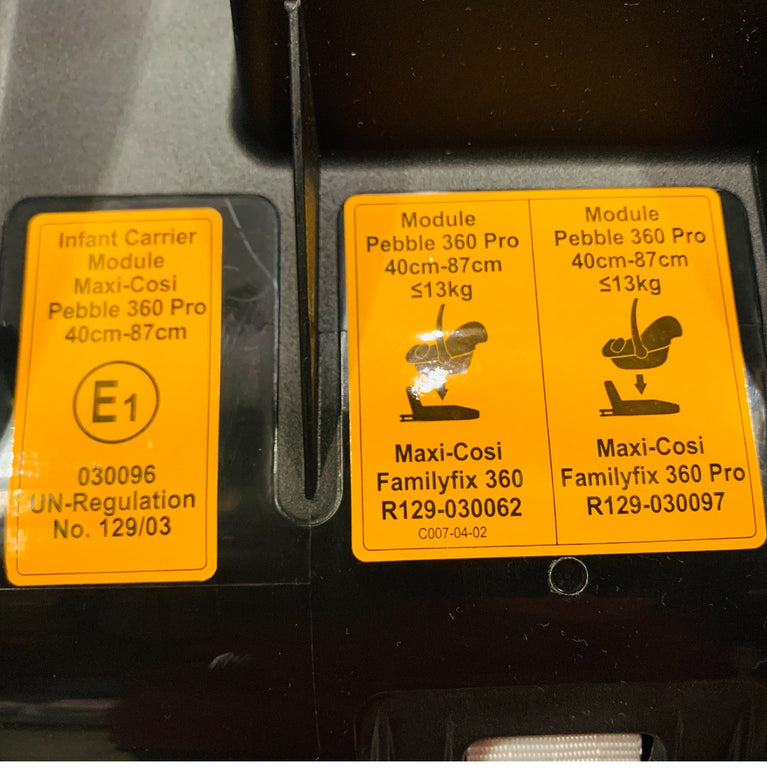 Infant Carrier
Module
Maxi-Cosi
Pebble 360 Pro
40cm-87cm
E1
030096
UN-Regulation
No. 129/03
Module
Pebble 360 Pro
40cm-87cm
≤13kg
Maxi-Cosi
Familyfix 360
R129-030062
C007-04-02
Module
Pebble 360 Pro
40cm-87cm
≤13kg
Maxi-Cosi
Familyfix 360 Pro
R129-030097